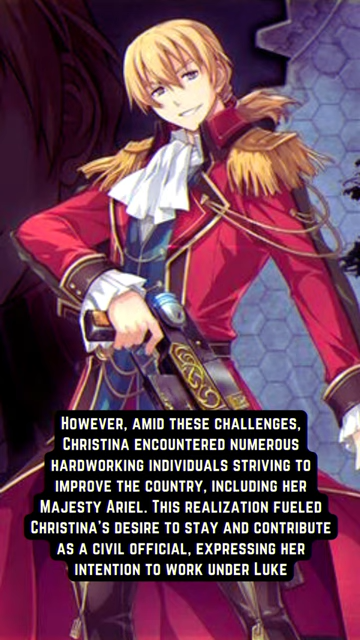 However, amid these challenges,
Christina encountered numerous
hardworking individuals striving to
improve the country, including her
Majesty Ariel. This realization fueled
Christina's desire to stay and contribute
as a civil official, expressing her
intention to work under Luke